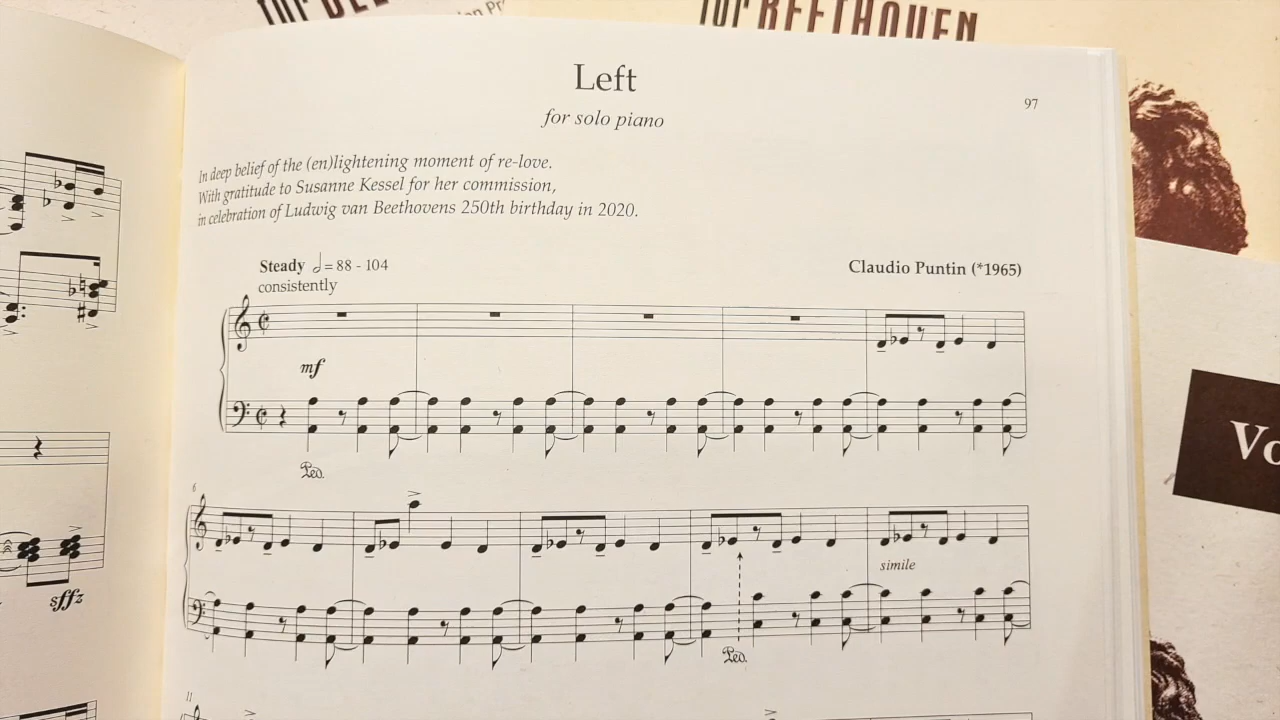 for BEETHOVEN
Left
97
for solo piano
In deep belief of the (en)lightening moment of re-love.
With gratitude to Susanne Kessel for her commission,
in celebration of Ludwig van Beethovens 250th birthday in 2020.
Steady 𝅗𝅥 = 88 - 104
Claudio Puntin (*1965)
consistently
mf
Ped.
6
simile
sffz
Ped.
11